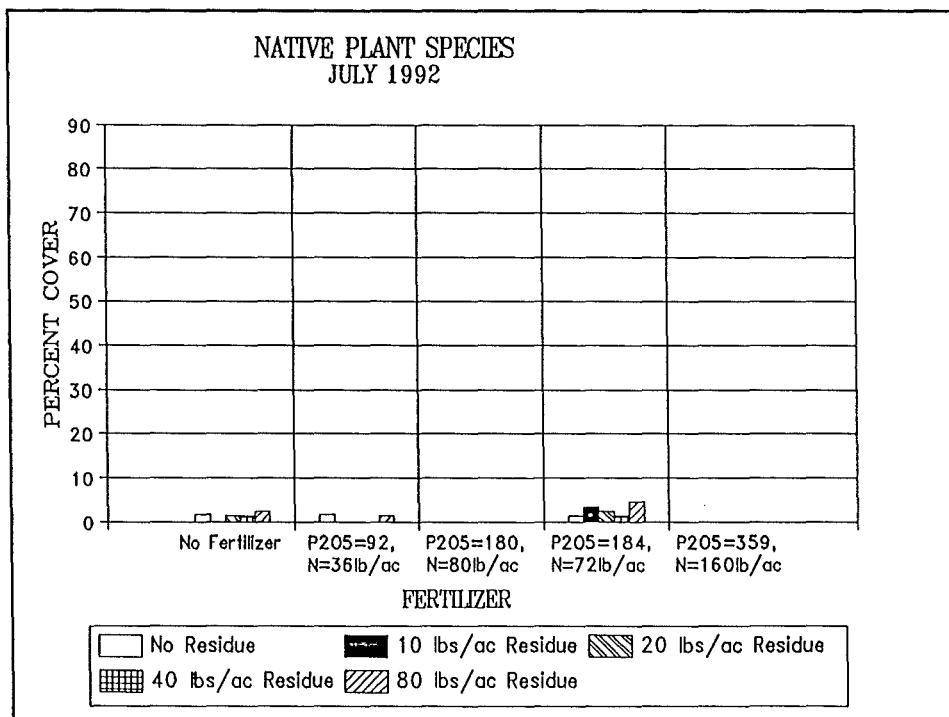 NATIVE PLANT SPECIES
JULY 1992
90
80
70
60
50
40
30
20
10
0
PERCENT COVER
No Fertilizer
P205=92,
N=36lb/ac
P205=180,
N=80lb/ac
P205=184,
N=72lb/ac
P205=359,
N=160lb/ac
FERTILIZER
No Residue
10 lbs/ac Residue
20 lbs/ac Residue
40 lbs/ac Residue
80 lbs/ac Residue